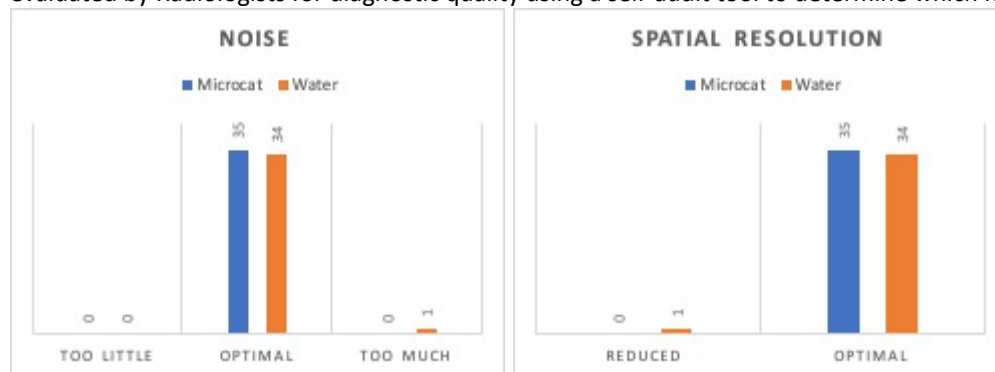 evaluated by Radiologists for diagnostic quality using a self-audit tool to determine which
NOISE
Microcat Water
35
34
0
0
0
1
TOO LITTLE OPTIMAL TOO MUCH
SPATIAL RESOLUTION
Microcat Water
35
34
0
1
REDUCED OPTIMAL